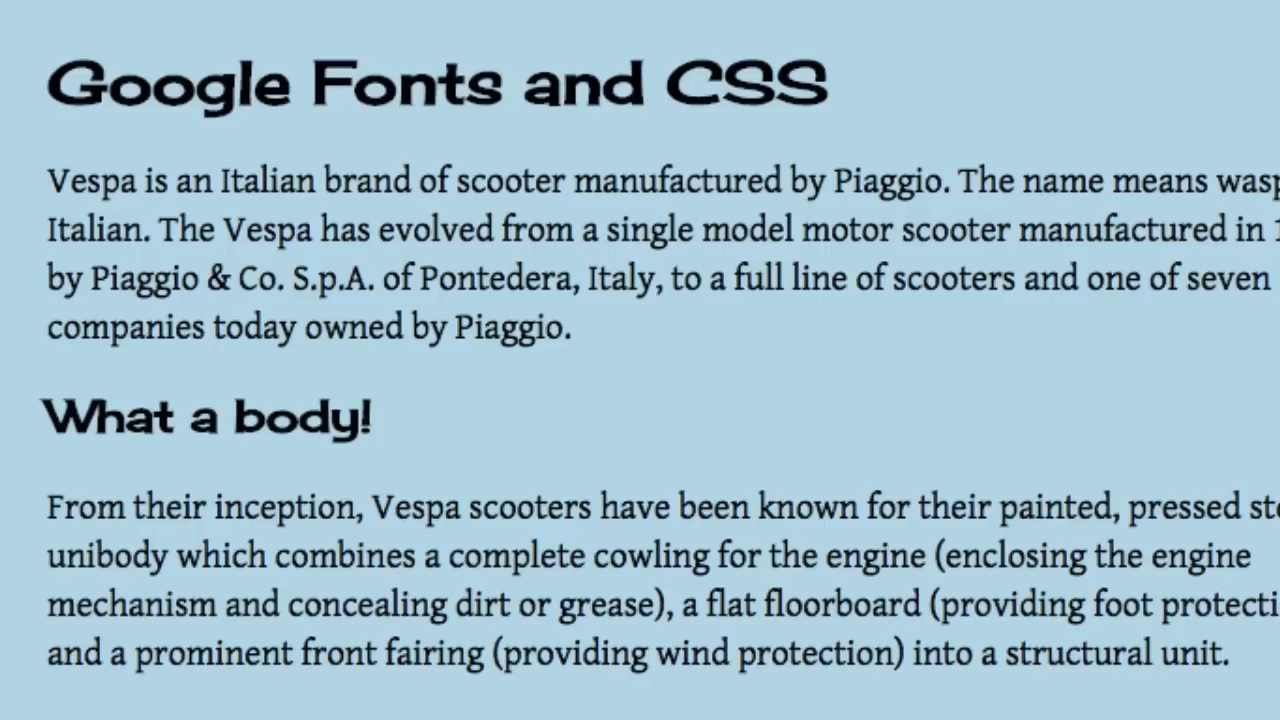 Google Fonts and CSS
Vespa is an Italian brand of scooter manufactured by Piaggio. The name means
Italian. The Vespa has evolved from a single model motor scooter manufactured in
by Piaggio & Co. S.p.A. of Pontedera, Italy, to a full line of scooters and one of seven
companies today owned by Piaggio.
What a body!
From their inception, Vespa scooters have been known for their painted, pressed
unibody which combines a complete cowling for the engine (enclosing the engine
mechanism and concealing dirt or grease), a flat floorboard (providing foot
and a prominent front fairing (providing wind protection) into a structural unit.